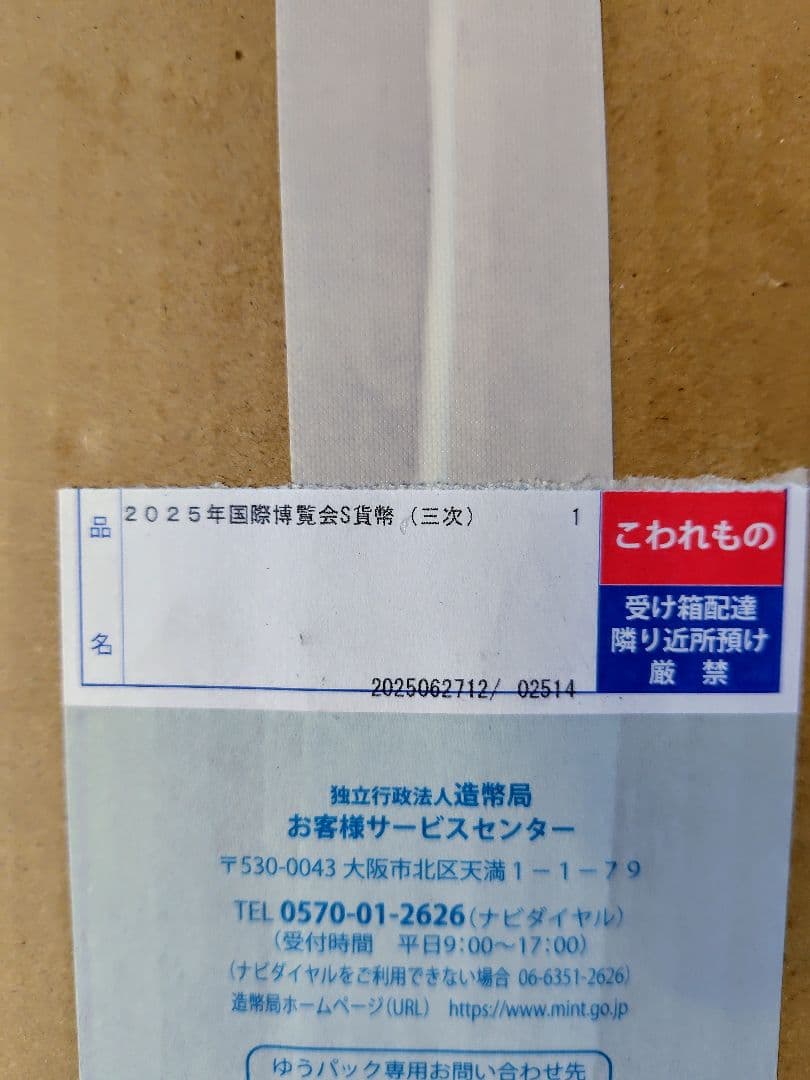 品名
２０２５年国際博覧会S貨幣（三次） 1
こわれもの
受け箱配達
隣り近所預け
厳 禁
2025062712/ 02514
独立行政法人造幣局
お客様サービスセンター
〒530-0043 大阪市北区天満１－１－７９
TEL 0570-01-2626（ナビダイヤル）
（受付時間 平日9：00～17：00）
（ナビダイヤルをご利用できない場合 06-6351-2626）
造幣局ホームページ（URL） https://www.mint.go.jp
ゆうパック専用お問い合わせ先